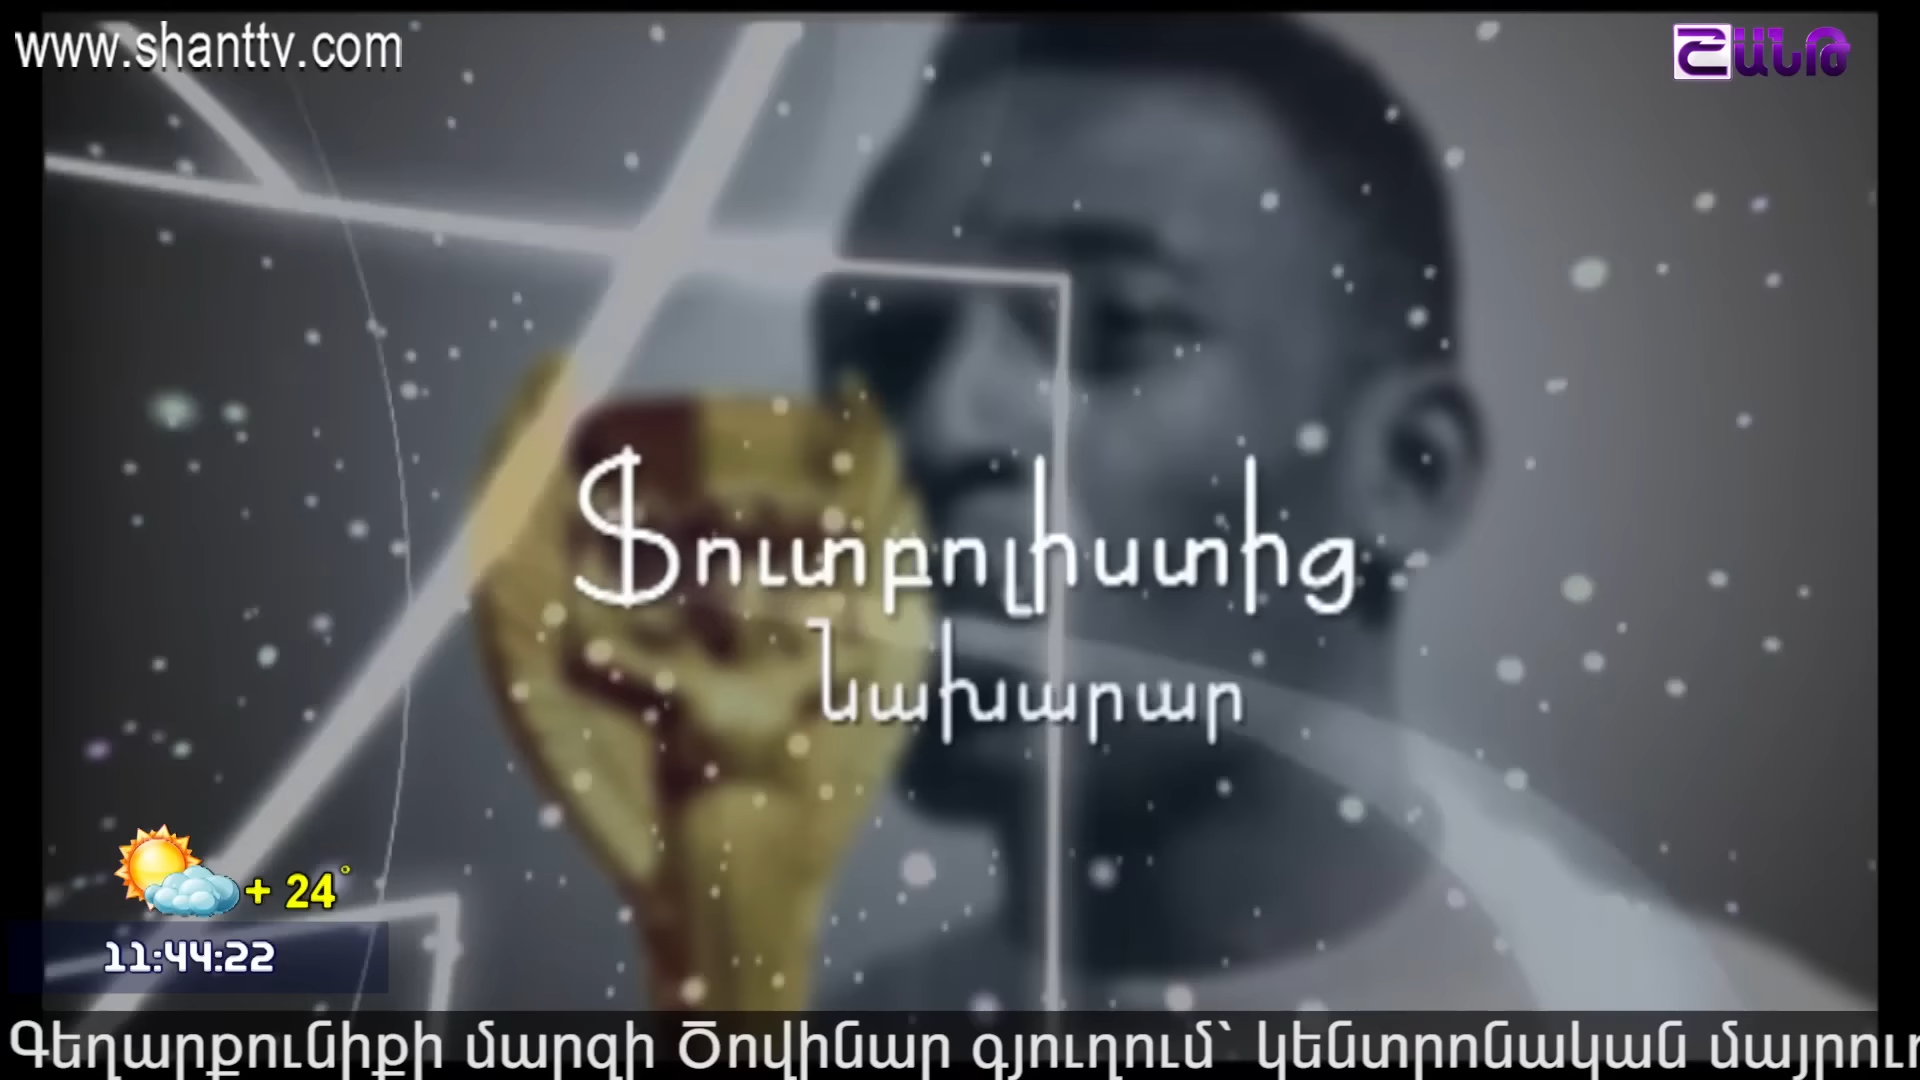 www.shanttv.com
ՇԱՆԹ
Ֆուտբոլիստից
նախարար
+ 24°
11:44:22
Գեղարքունիքի մարզի Ծովինար գյուղում՝ կենտրոնական